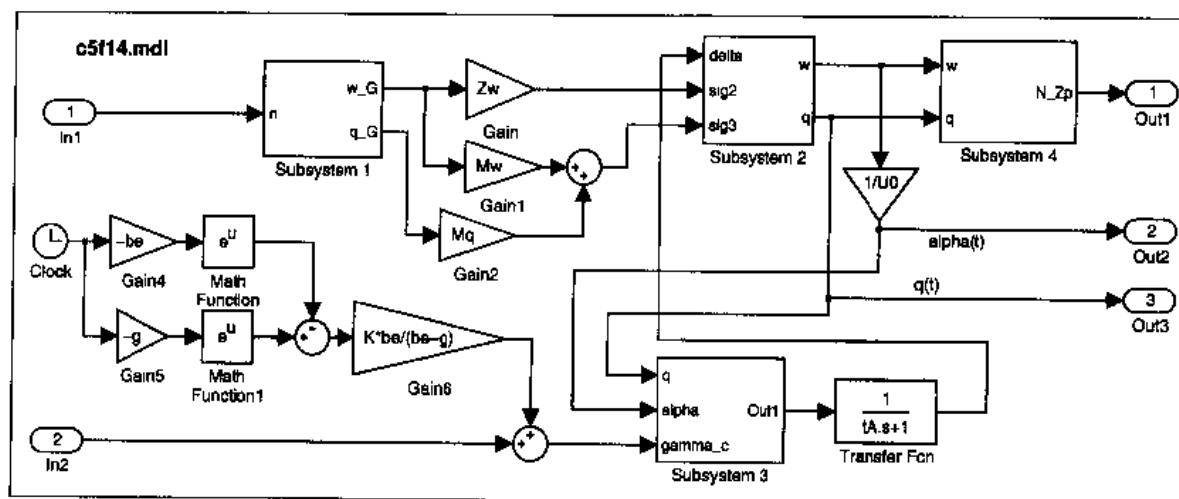 c5f14.mdl
1
In1
n
w_G
q_G
Subsystem 1
Zw
Gain
Mw
Gain1
Mq
Gain2
+
+
delta
sig2
sig3
w
q
Subsystem 2
w
q
N_Zp
Subsystem 4
1
Out1
1/U0
alpha(t)
2
Out2
q(t)
3
Out3
Clock
-be
Gain4
e^u
Math
Function
-g
Gain5
e^u
Math
Function1
+
-
K*be/(be-g)
Gain6
2
In2
+
+
q
alpha
gamma_c
Out1
Subsystem 3
1
tA.s+1
Transfer Fcn